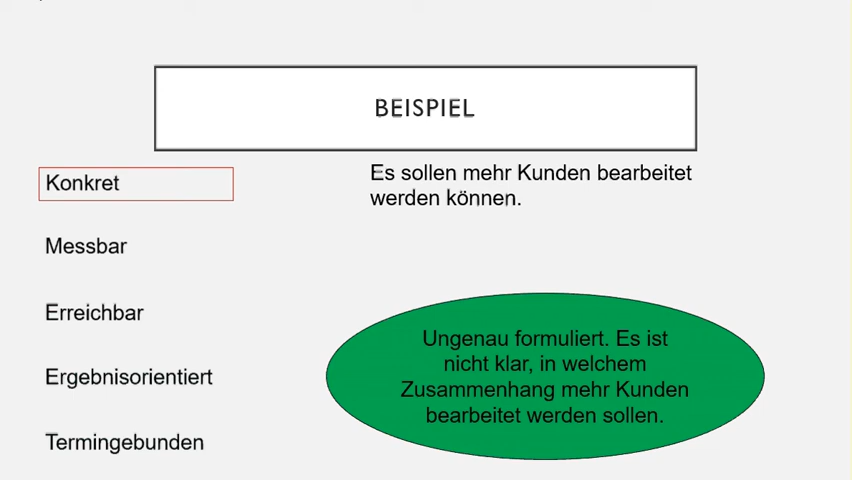 BEISPIEL
Konkret
Es sollen mehr Kunden bearbeitet
werden können.
Messbar
Erreichbar
Ergebnisorientiert
Termingebunden
Ungenau formuliert. Es ist
nicht klar, in welchem
Zusammenhang mehr Kunden
bearbeitet werden sollen.